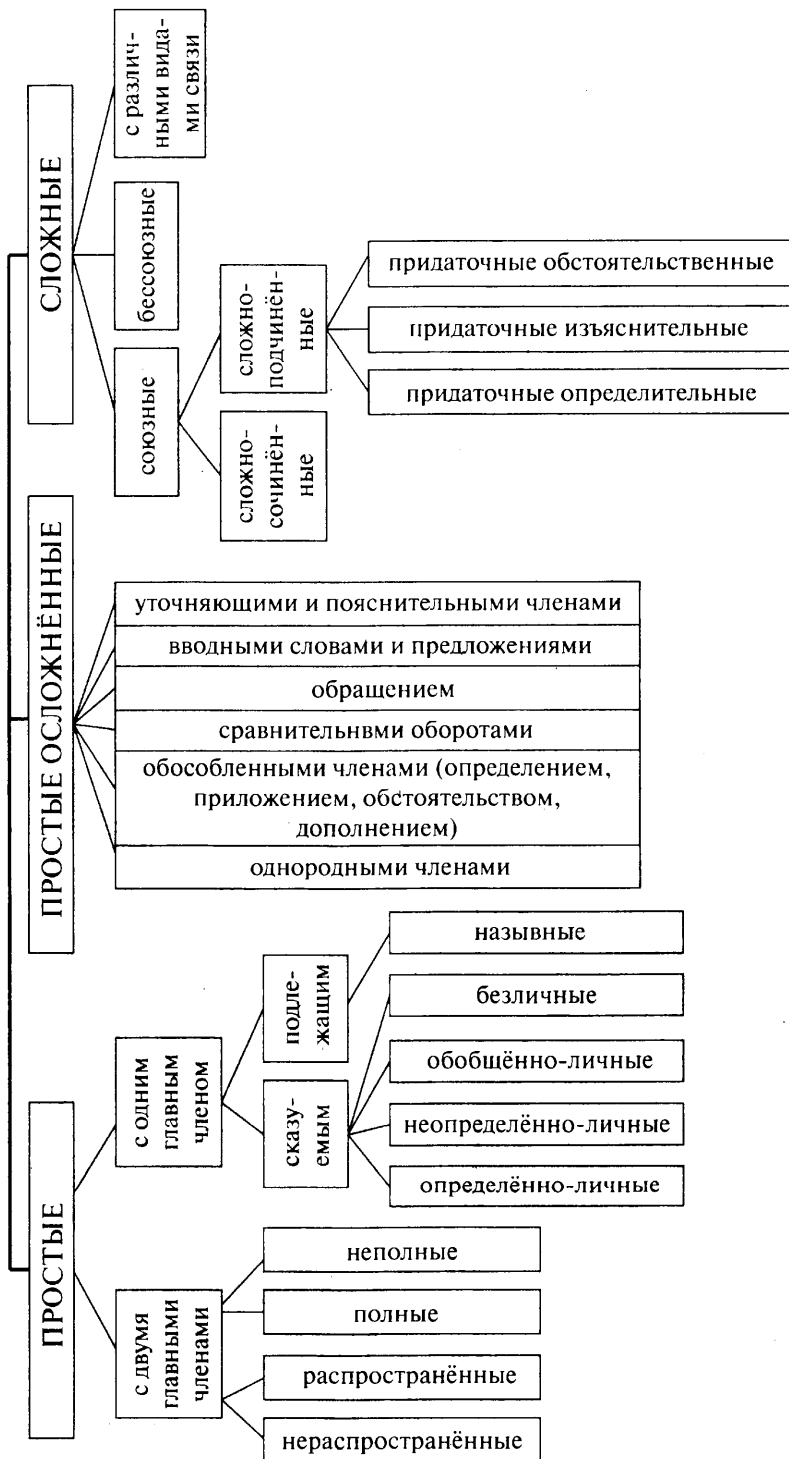 ПРОСТЫЕ
с двумя
главными
членами
нераспространённые
распространённые
полные
неполные
с одним
главным
членом
сказу-
емым
определённо-личные
неопределённо-личные
обобщённо-личные
безличные
подле-
жащим
назывные
ПРОСТЫЕ ОСЛОЖНЁННЫЕ
уточняющими и пояснительными членами
вводными словами и предложениями
обращением
сравнительнвми оборотами
обособленными членами (определением,
приложением, обстоятельством,
дополнением)
однородными членами
СЛОЖНЫЕ
союзные
сложно-
сочинён-
ные
сложно-
подчинён-
ные
придаточные обстоятельственные
придаточные изъяснительные
придаточные определительные
бессоюзные
с различ-
ными вида-
ми связи